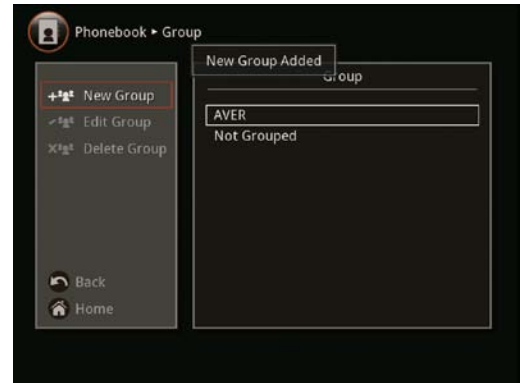 Phonebook ▸ Group
New Group Added
Group
New Group
Edit Group
Delete Group
AVER
Not Grouped
Back
Home